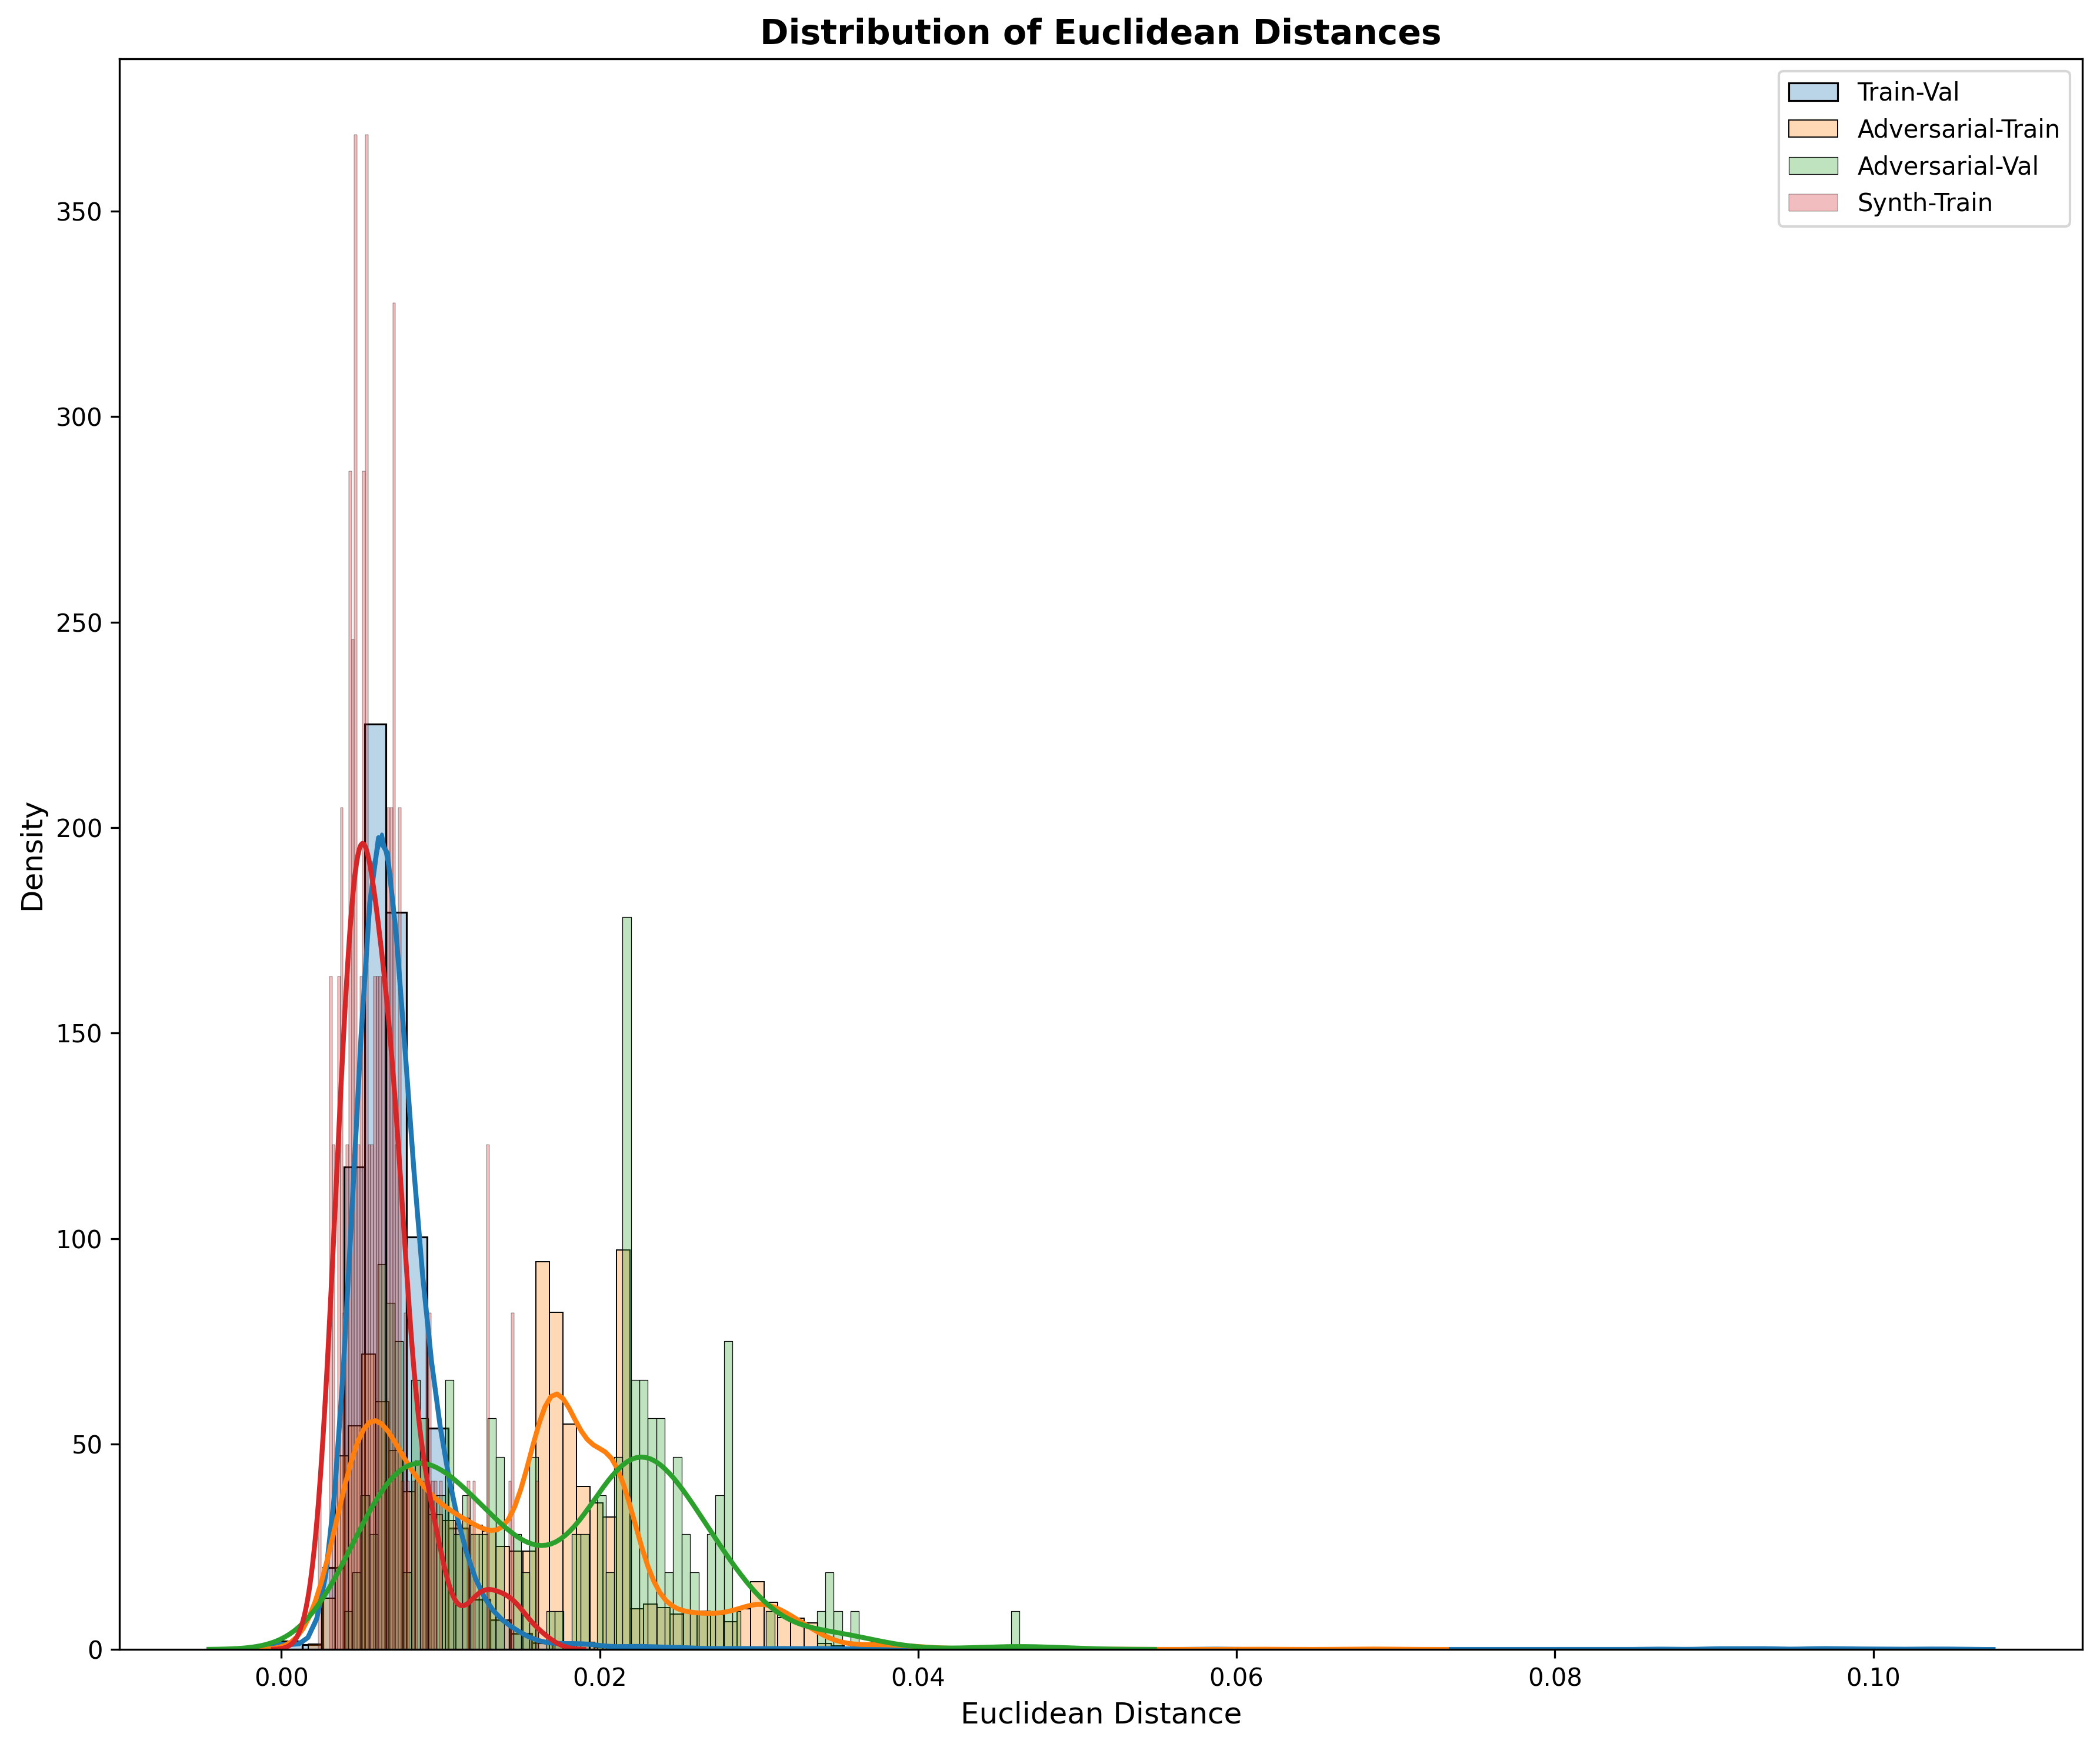 Distribution of Euclidean Distances
Train-Val
Adversarial-Train
Adversarial-Val
Synth-Train
350
300
250
200
150
100
50
0
Density
0.00
0.02
0.04
0.06
0.08
0.10
Euclidean Distance